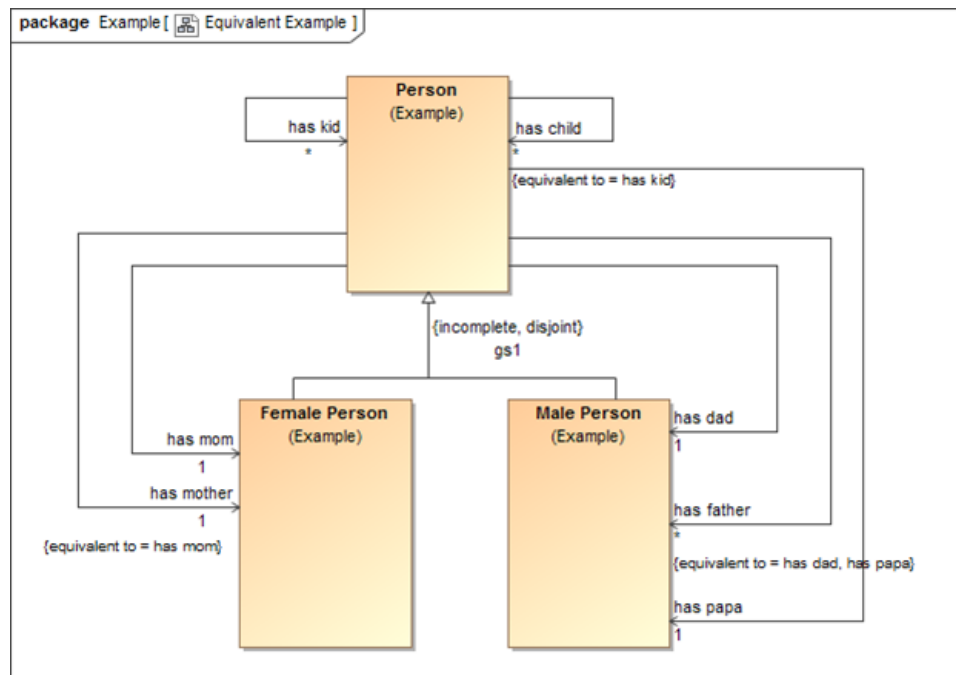 package Example [ Equivalent Example ]
Person
(Example)
has kid
*
has child
*
{equivalent to = has kid}
{incomplete, disjoint}
gs1
Female Person
(Example)
Male Person
(Example)
has mom
1
has mother
1
{equivalent to = has mom}
has dad
1
has father
*
{equivalent to = has dad, has papa}
has papa
1